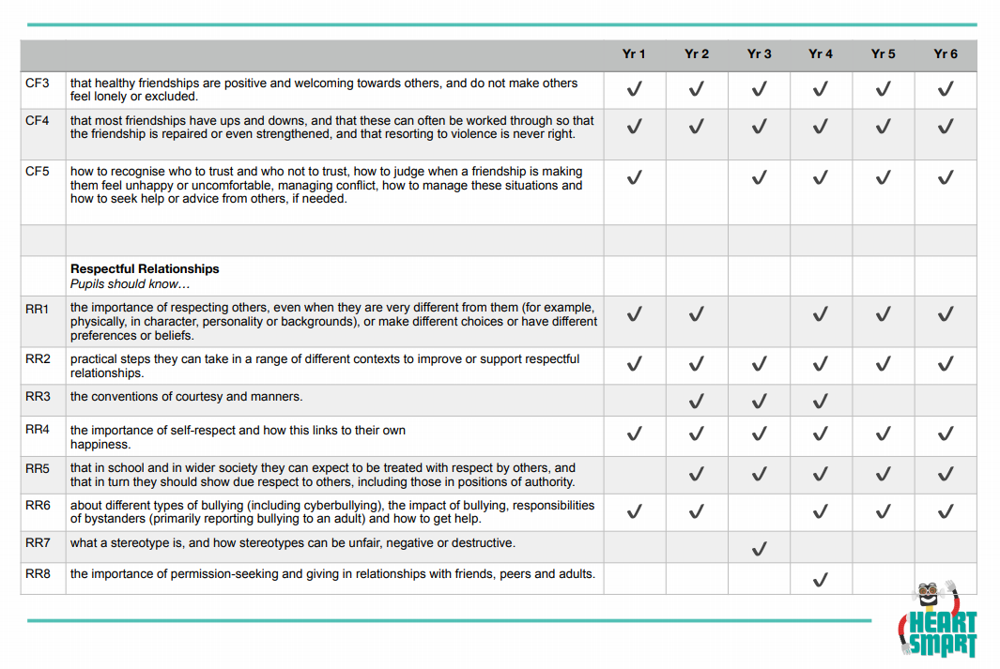 Yr 1 Yr 2 Yr 3 Yr 4 Yr 5 Yr 6
CF3 that healthy friendships are positive and welcoming towards others, and do not make others
feel lonely or excluded.
✓ ✓ ✓ ✓ ✓ ✓
CF4 that most friendships have ups and downs, and that these can often be worked through so that
the friendship is repaired or even strengthened, and that resorting to violence is never right.
✓ ✓ ✓ ✓ ✓ ✓
CF5 how to recognise who to trust and who not to trust, how to judge when a friendship is making
them feel unhappy or uncomfortable, managing conflict, how to manage these situations and
how to seek help or advice from others, if needed.
✓ ✓ ✓ ✓ ✓
Respectful Relationships
Pupils should know…
RR1 the importance of respecting others, even when they are very different from them (for example,
physically, in character, personality or backgrounds), or make different choices or have different
preferences or beliefs.
✓ ✓ ✓ ✓ ✓
RR2 practical steps they can take in a range of different contexts to improve or support respectful
relationships.
✓ ✓ ✓ ✓ ✓ ✓
RR3 the conventions of courtesy and manners.
✓ ✓ ✓
RR4 the importance of self-respect and how this links to their own
happiness.
✓ ✓ ✓ ✓ ✓ ✓
RR5 that in school and in wider society they can expect to be treated with respect by others, and
that in turn they should show due respect to others, including those in positions of authority.
✓ ✓ ✓ ✓ ✓
RR6 about different types of bullying (including cyberbullying), the impact of bullying, responsibilities
of bystanders (primarily reporting bullying to an adult) and how to get help.
✓ ✓ ✓ ✓ ✓
RR7 what a stereotype is, and how stereotypes can be unfair, negative or destructive.
✓
RR8 the importance of permission-seeking and giving in relationships with friends, peers and adults.
✓
HEART
SMART